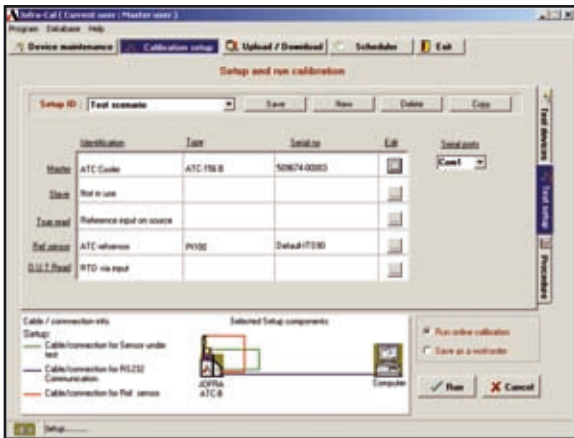 Jofra-Cal ( Current user : Master user )
Program Database Help
Device maintenance Calibration setup Upload / Download Scheduler Exit
Setup and run calibration
Setup ID : Test scenario Save New Delete Copy
Identification Type Serial no Edit Serial ports
Master ATC Cooler ATC-156 B 509674-00003 Com1
Slave Not in use
True read Reference input on source
Ref.sensor ATC-refsensor Pt100 Default-ITS90
D.U.T.Read RTD via input
Test devices
Test setup
Procedure
Cable / connection info.
Setup:
Cable/connection for Sensor under test
Cable/connection for RS232 Communication.
Cable/connection for Ref. sensor
Selected Setup components
JOFRA ATC-B
Computer
Run online calibration
Save as a workorder
Run Cancel
Setup.........